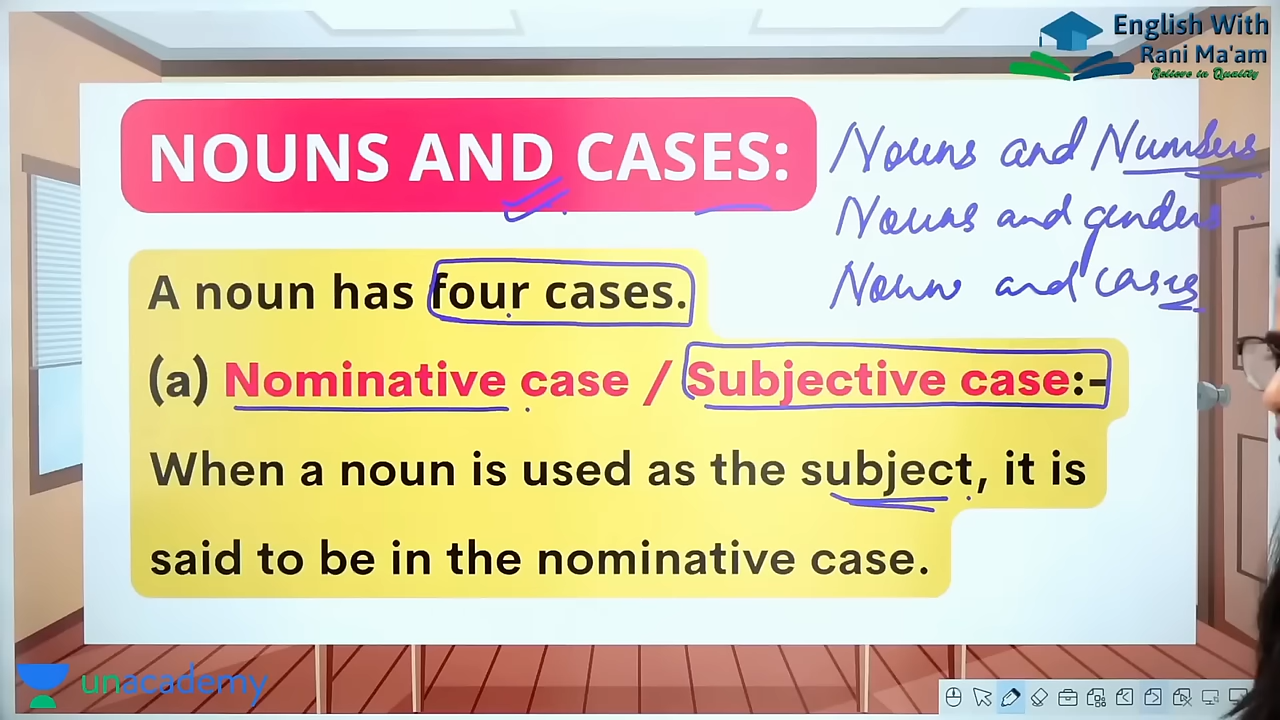 English With
Rani Ma'am
Believe in Quality
NOUNS AND CASES:
Nouns and Numbers
Nouns and genders
Nouns and cases
A noun has four cases.
(a) Nominative case / Subjective case:-
When a noun is used as the subject, it is
said to be in the nominative case.
unacademy